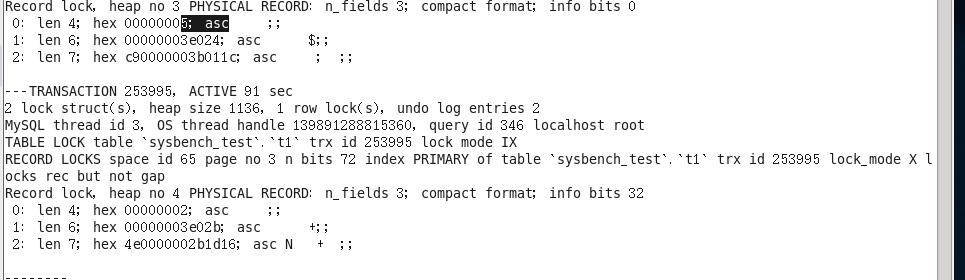 Record lock, heap no 3 PHYSICAL RECORD: n_fields 3; compact format; info bits 0
 0: len 4; hex 00000005; asc     ;;
 1: len 6; hex 00000003e024; asc      $;;
 2: len 7; hex c90000003b011c; asc     ;  ;;

---TRANSACTION 253995, ACTIVE 91 sec
2 lock struct(s), heap size 1136, 1 row lock(s), undo log entries 2
MySQL thread id 3, OS thread handle 139891288815360, query id 346 localhost root
TABLE LOCK table `sysbench_test`.`t1` trx id 253995 lock mode IX
RECORD LOCKS space id 65 page no 3 n bits 72 index PRIMARY of table `sysbench_test`.`t1` trx id 253995 lock_mode X l
ocks rec but not gap
Record lock, heap no 4 PHYSICAL RECORD: n_fields 3; compact format; info bits 32
 0: len 4; hex 00000002; asc     ;;
 1: len 6; hex 00000003e02b; asc      +;;
 2: len 7; hex 4e0000002b1d16; asc N   +  ;;

--------